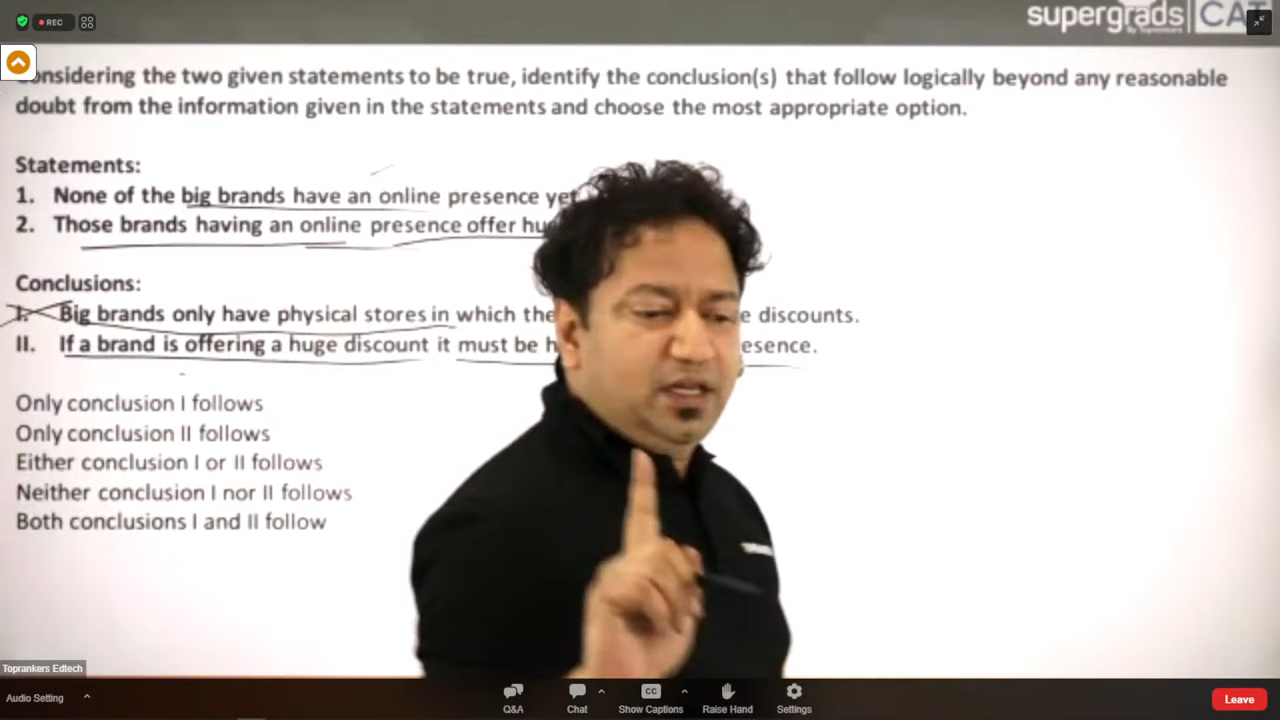 REC
supergrads CAT
By Toprankers
onsidering the two given statements to be true, identify the conclusion(s) that follow logically beyond any reasonable
doubt from the information given in the statements and choose the most appropriate option.
Statements:
1. None of the big brands have an online presence yet
2. Those brands having an online presence offer hu
Conclusions:
I. Big brands only have physical stores in which the e discounts.
II. If a brand is offering a huge discount it must be h esence.
Only conclusion I follows
Only conclusion II follows
Either conclusion I or II follows
Neither conclusion I nor II follows
Both conclusions I and II follow
Toprankers Edtech
Audio Setting
Q&A
Chat
CC
Show Captions
Raise Hand
Settings
Leave